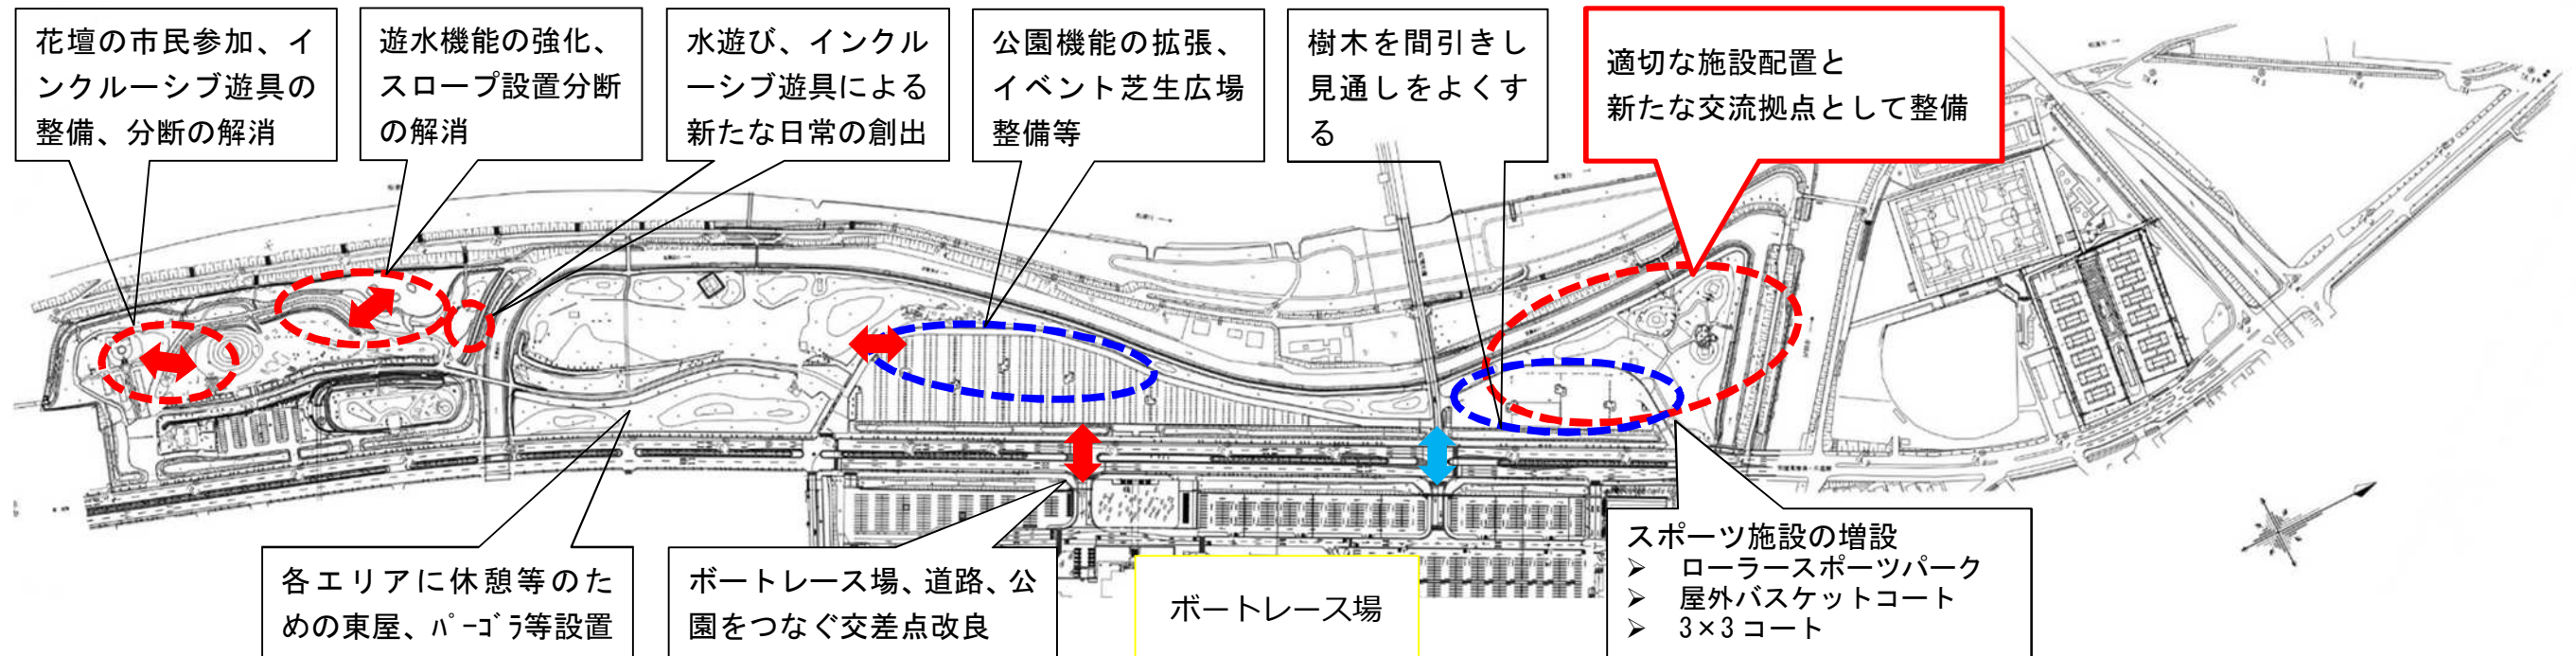 花壇の市民参加、イ
ンクルーシブ遊具の
整備、分断の解消
遊水機能の強化、
スロープ設置分断
の解消
水遊び、インクル
ーシブ遊具による
新たな日常の創出
公園機能の拡張、
イベント芝生広場
整備等
樹木を間引きし
見通しをよくす
る
適切な施設配置と
新たな交流拠点として整備
各エリアに休憩等のた
めの東屋、ﾊﾟｰｺﾞﾗ等設置
ボートレース場、道路、公
園をつなぐ交差点改良
ボートレース場
スポーツ施設の増設
➢ ローラースポーツパーク
➢ 屋外バスケットコート
➢ 3×3コート